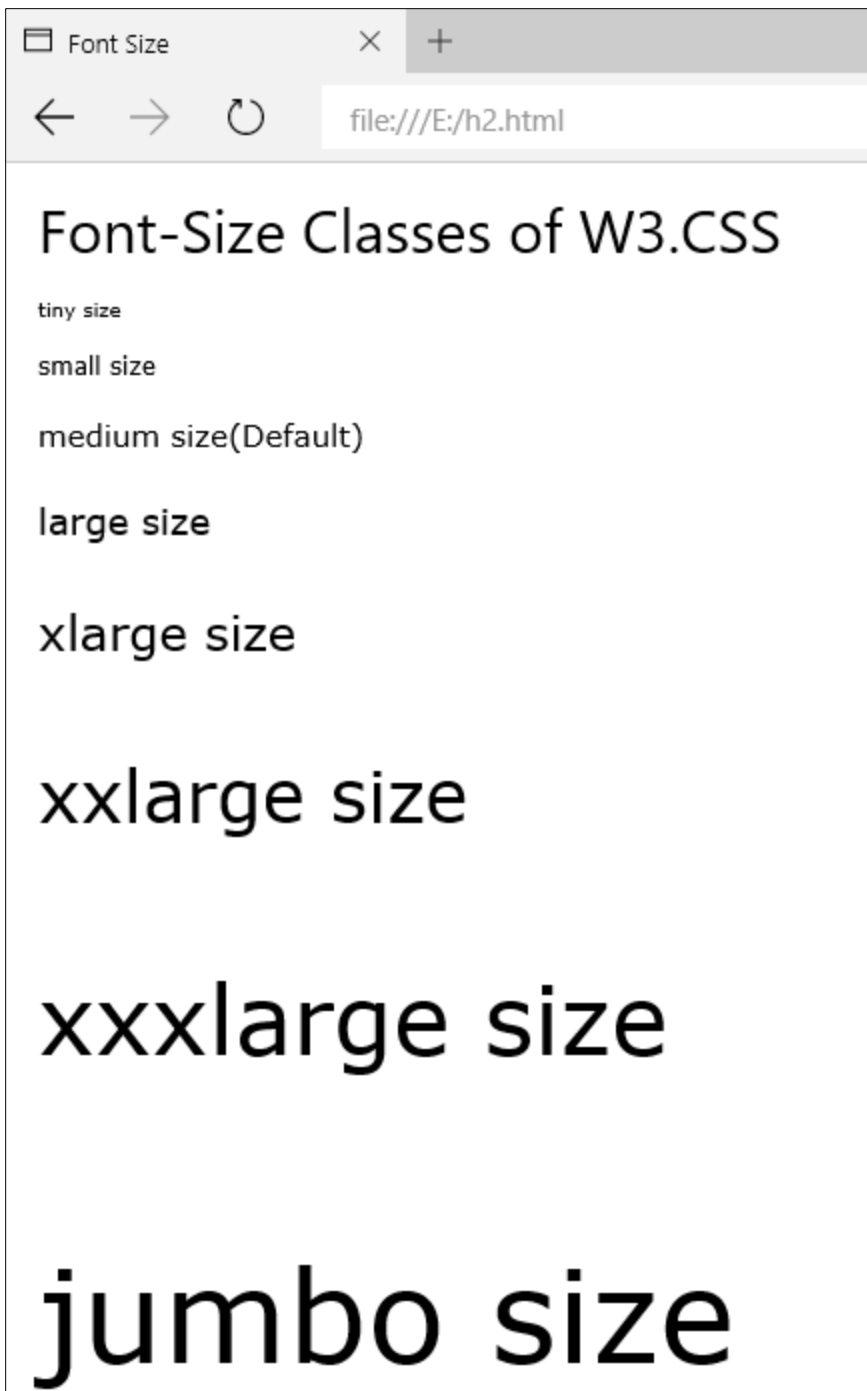 Font Size
file:///E:/h2.html
Font-Size Classes of W3.CSS
tiny size
small size
medium size(Default)
large size
xlarge size
xxlarge size
xxxlarge size
jumbo size